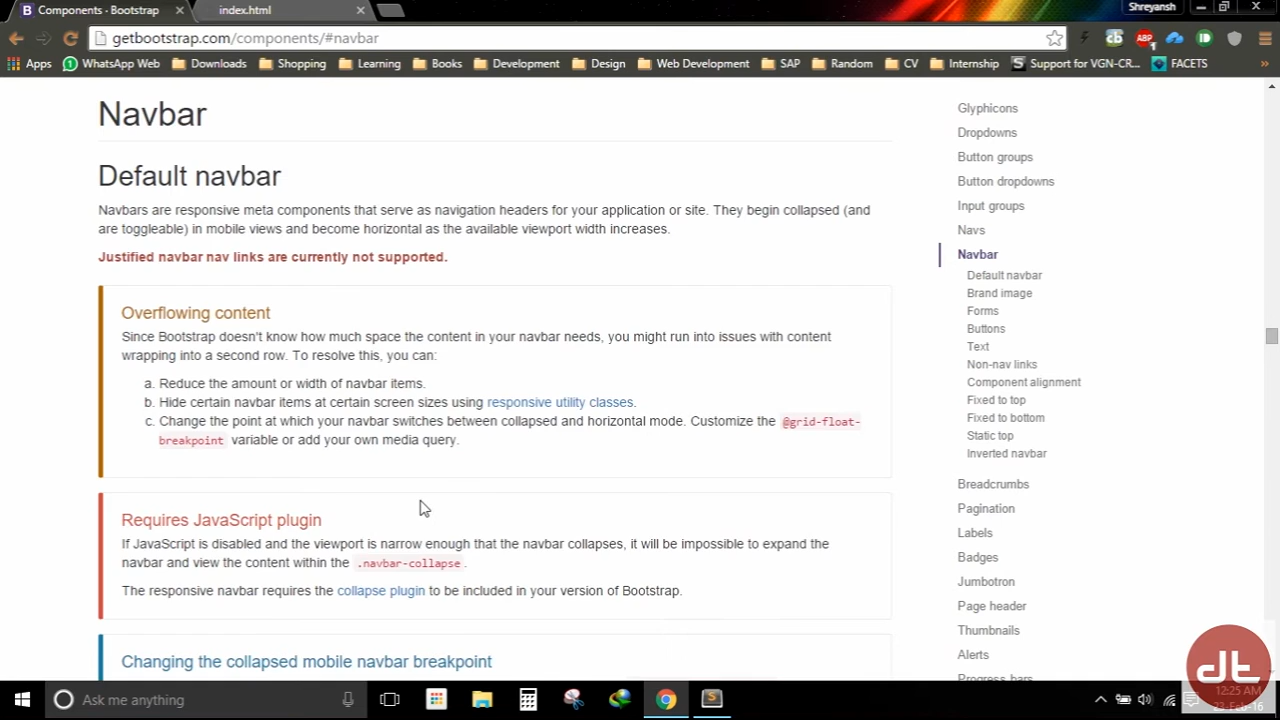 Components · Bootstrap
index.html
Shreyansh
getbootstrap.com/components/#navbar
Apps
WhatsApp Web
Downloads
Shopping
Learning
Books
Development
Design
Web Development
SAP
Random
CV
Internship
Support for VGN-CR...
FACETS
Navbar
Default navbar
Navbars are responsive meta components that serve as navigation headers for your application or site. They begin collapsed (and
are toggleable) in mobile views and become horizontal as the available viewport width increases.
Justified navbar nav links are currently not supported.
Overflowing content
Since Bootstrap doesn't know how much space the content in your navbar needs, you might run into issues with content
wrapping into a second row. To resolve this, you can:
a. Reduce the amount or width of navbar items.
b. Hide certain navbar items at certain screen sizes using responsive utility classes.
c. Change the point at which your navbar switches between collapsed and horizontal mode. Customize the @grid-float-
breakpoint variable or add your own media query.
Requires JavaScript plugin
If JavaScript is disabled and the viewport is narrow enough that the navbar collapses, it will be impossible to expand the
navbar and view the content within the .navbar-collapse.
The responsive navbar requires the collapse plugin to be included in your version of Bootstrap.
Changing the collapsed mobile navbar breakpoint
Glyphicons
Dropdowns
Button groups
Button dropdowns
Input groups
Navs
Navbar
Default navbar
Brand image
Forms
Buttons
Text
Non-nav links
Component alignment
Fixed to top
Fixed to bottom
Static top
Inverted navbar
Breadcrumbs
Pagination
Labels
Badges
Jumbotron
Page header
Thumbnails
Alerts
Progress bars
dt
Ask me anything
12:25 AM
23-Feb-16